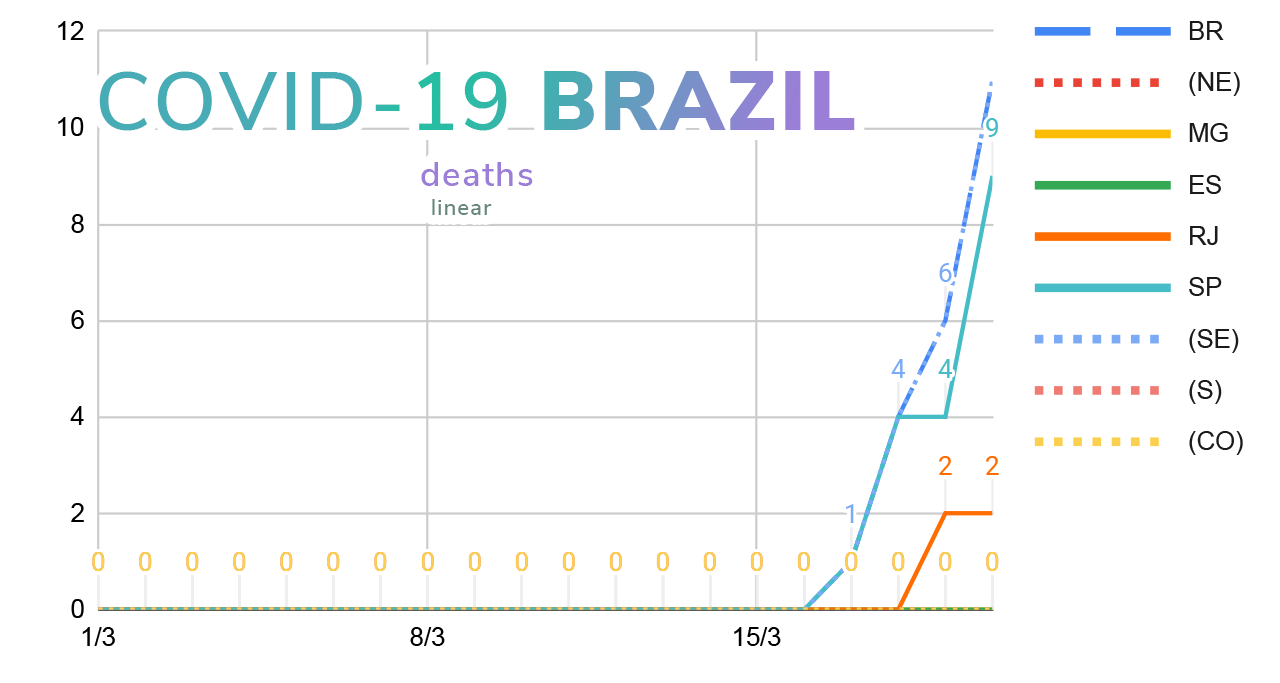 COVID-19 BRAZIL
deaths
linear
12
10
8
6
4
2
0
9
6
4 4
2 2
1
0 0 0 0 0 0 0 0 0 0 0 0 0 0 0 0 0 0 0 0
1/3 8/3 15/3
BR
(NE)
MG
ES
RJ
SP
(SE)
(S)
(CO)